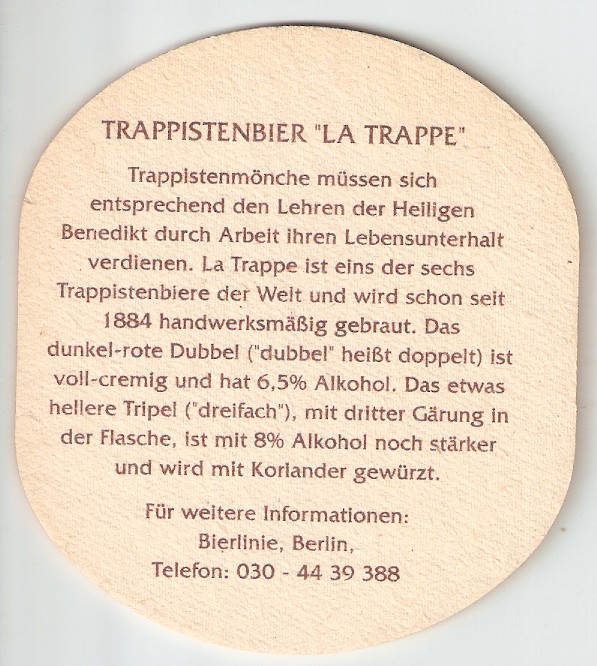 TRAPPISTENBIER "LA TRAPPE"
Trappistenmönche müssen sich
entsprechend den Lehren der Heiligen
Benedikt durch Arbeit ihren Lebensunterhalt
verdienen. La Trappe ist eins der sechs
Trappistenbiere der Welt und wird schon seit
1884 handwerksmäßig gebraut. Das
dunkel-rote Dubbel ("dubbel" heißt doppelt) ist
voll-cremig und hat 6,5% Alkohol. Das etwas
hellere Tripel ("dreifach"), mit dritter Gärung in
der Flasche, ist mit 8% Alkohol noch stärker
und wird mit Koriander gewürzt.
Für weitere Informationen:
Bierlinie, Berlin,
Telefon: 030 - 44 39 388